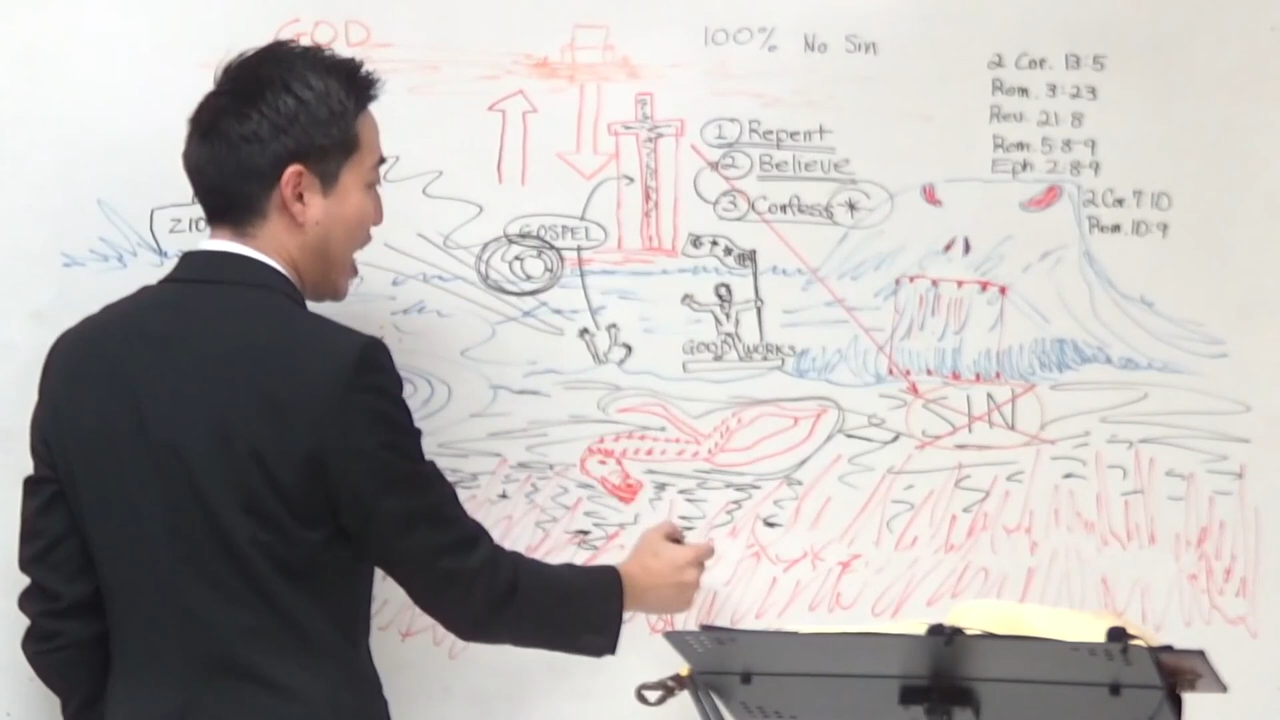 GOD
100% No Sin
2 Cor. 13:5
Rom. 3:23
Rev. 21:8
Rom. 5:8-9
Eph 2:8-9
2 Cor 7:10
Rom. 10:9
1 Repent
2 Believe
3 Confess *
GOSPEL
GOOD WORKS
SIN